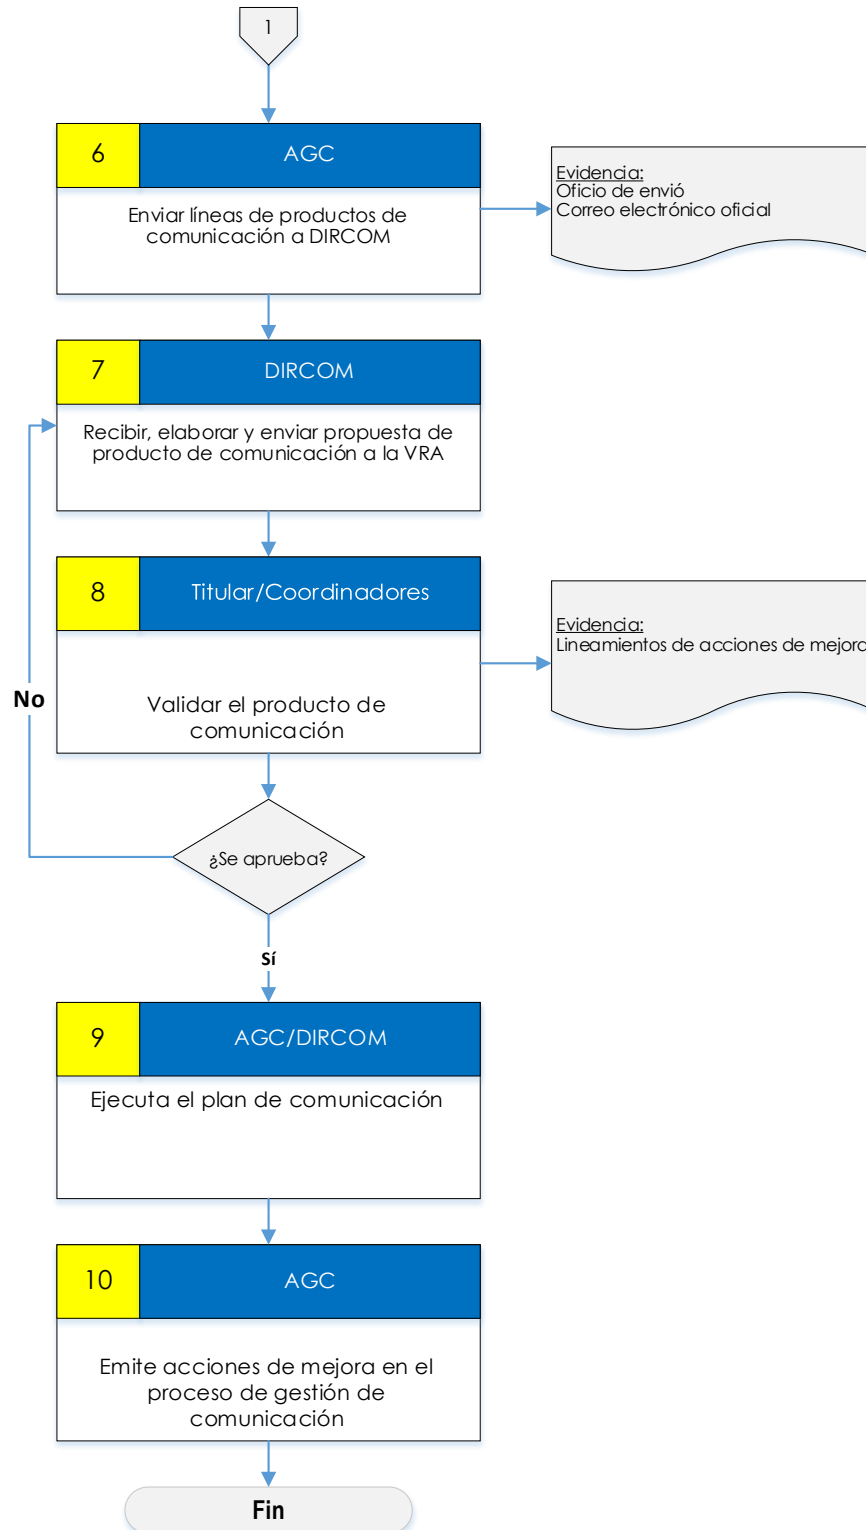 1
6
AGC
Enviar líneas de productos de
comunicación a DIRCOM
Evidencia:
Oficio de envió
Correo electrónico oficial
7
DIRCOM
Recibir, elaborar y enviar propuesta de
producto de comunicación a la VRA
8
Titular/Coordinadores
Validar el producto de
comunicación
Evidencia:
Lineamientos de acciones de mejora
No
¿Se aprueba?
Sí
9
AGC/DIRCOM
Ejecuta el plan de comunicación
10
AGC
Emite acciones de mejora en el
proceso de gestión de
comunicación
Fin